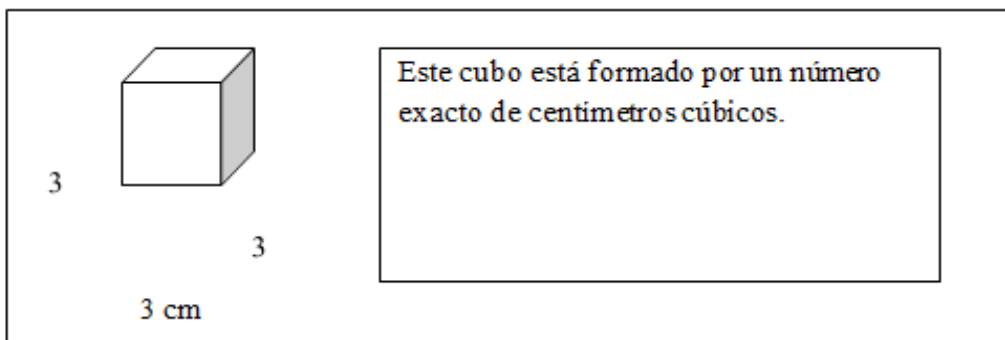 Este cubo está formado por un número
exacto de centímetros cúbicos.
3
3
3 cm